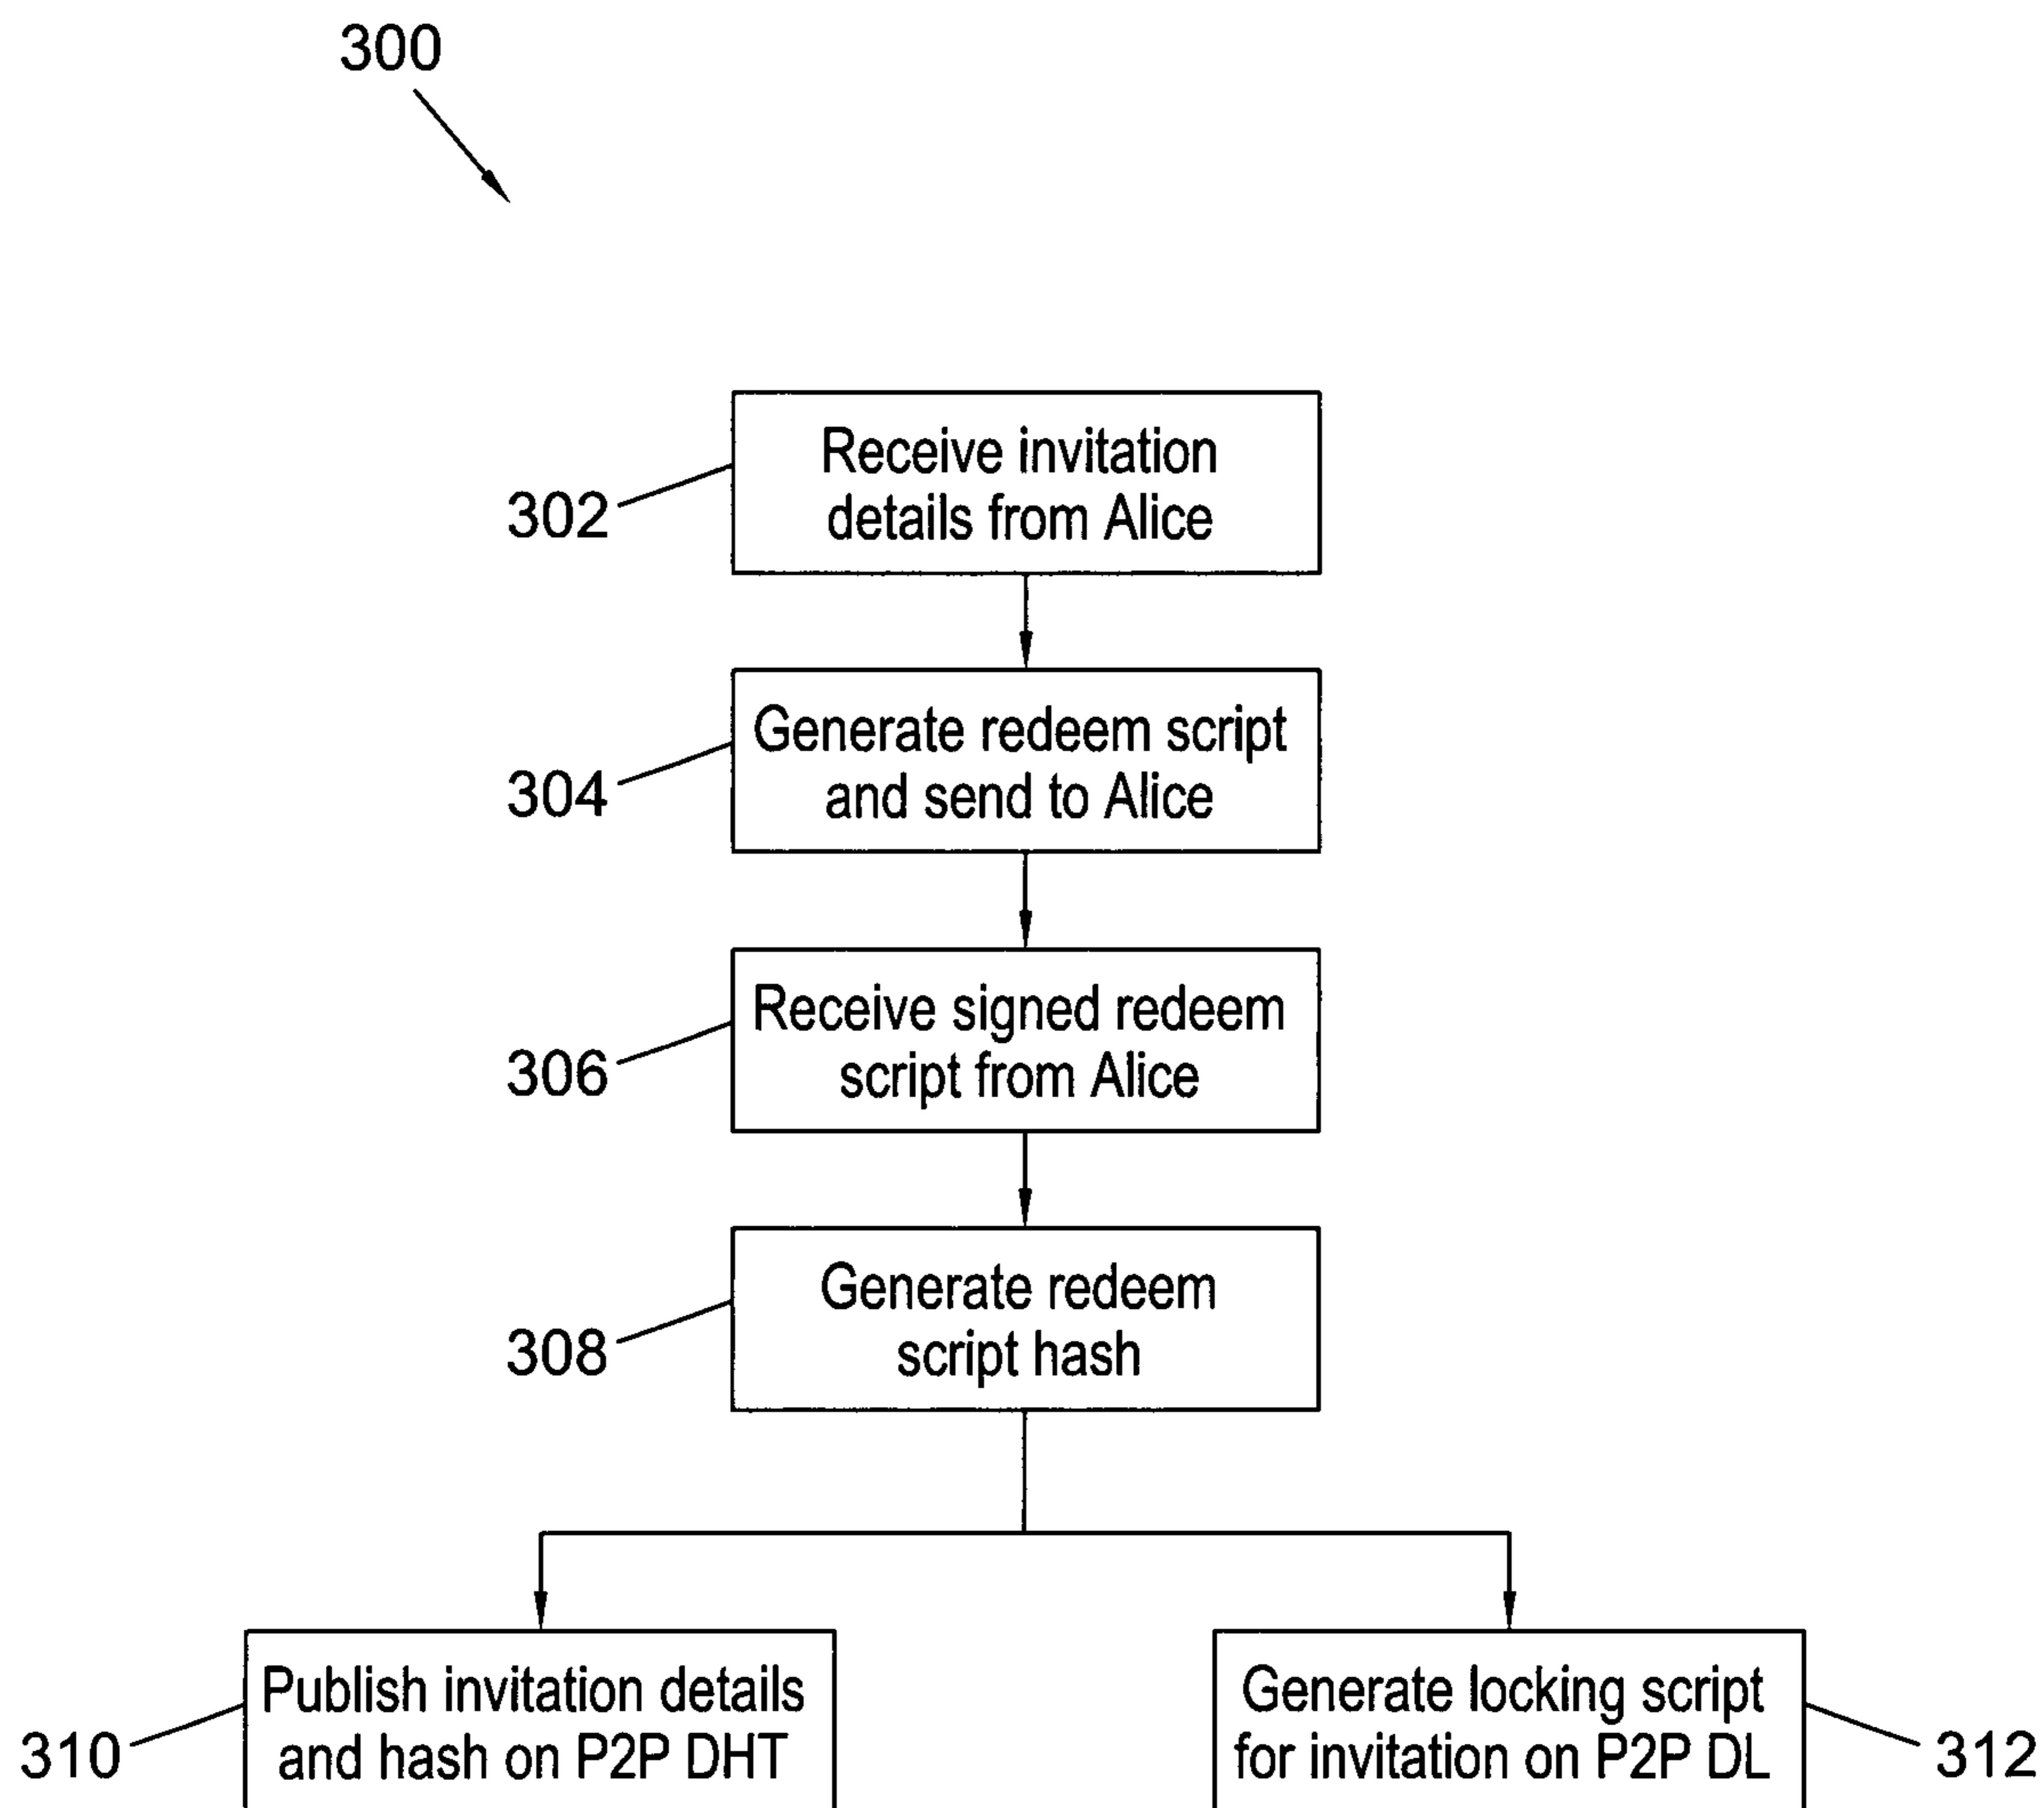 300
Receive invitation
details from Alice
302
Generate redeem script
and send to Alice
304
Receive signed redeem
script from Alice
306
Generate redeem
script hash
308
Publish invitation details
and hash on P2P DHT
310
Generate locking script
for invitation on P2P DL
312